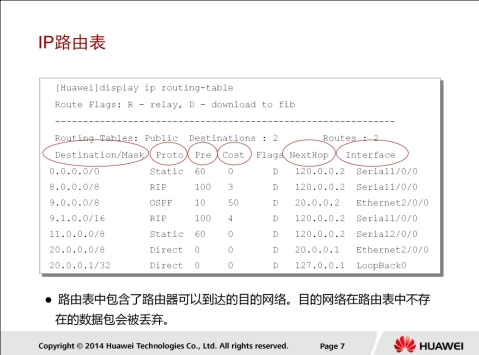 IP路由表
[Huawei]display ip routing-table
Route Flags: R - relay, D - download to fib
----------------------------------------------------------------
Routing Tables: Public Destinations : 2 Routes : 2
Destination/Mask Proto Pre Cost Flags NextHop Interface
0.0.0.0/0 Static 60 0 D 120.0.0.2 Serial1/0/0
8.0.0.0/8 RIP 100 3 D 120.0.0.2 Serial1/0/0
9.0.0.0/8 OSPF 10 50 D 20.0.0.2 Ethernet2/0/0
9.1.0.0/16 RIP 100 4 D 120.0.0.2 Serial1/0/0
11.0.0.0/8 Static 60 0 D 120.0.0.2 Serial2/0/0
20.0.0.0/8 Direct 0 0 D 20.0.0.1 Ethernet2/0/0
20.0.0.1/32 Direct 0 0 D 127.0.0.1 LoopBack0
● 路由表中包含了路由器可以到达的目的网络。目的网络在路由表中不存
在的数据包会被丢弃。
Copyright © 2014 Huawei Technologies Co., Ltd. All rights reserved. Page 7 HUAWEI